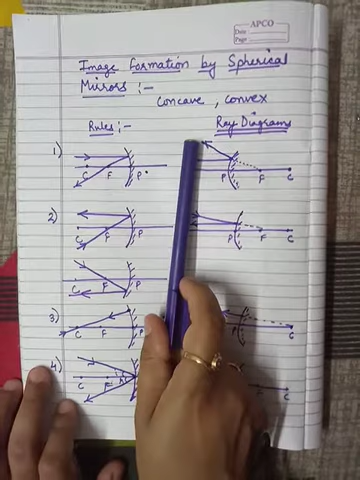 APCO
Date :
Page :
Image Formation by Spherical
Mirrors :-
Concave , convex
Rules :-
Ray Diagrams
1)
C F P
P F C
2)
C F P
P F C
C F P
3)
C F P
P C
4)
C F
C